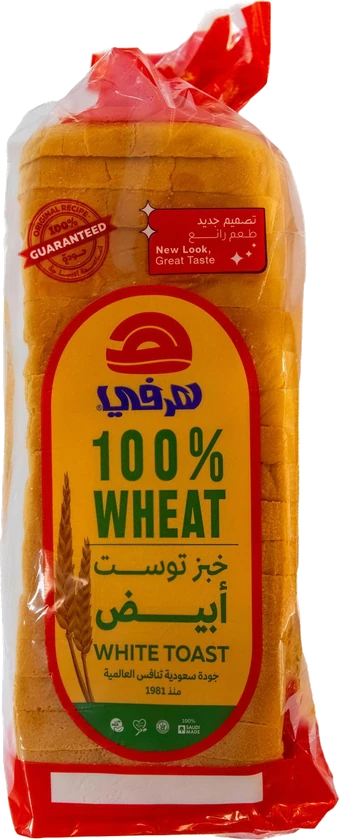 ORIGINAL RECIPE
100%
GUARANTEED
جودة
تصميم جديد
طعم رائع
New Look,
Great Taste
هرفي®
100%
WHEAT
خبز توست
أبيض
WHITE TOAST
جودة سعودية تنافس العالمية
منذ 1981
100%
SAUDI
MADE